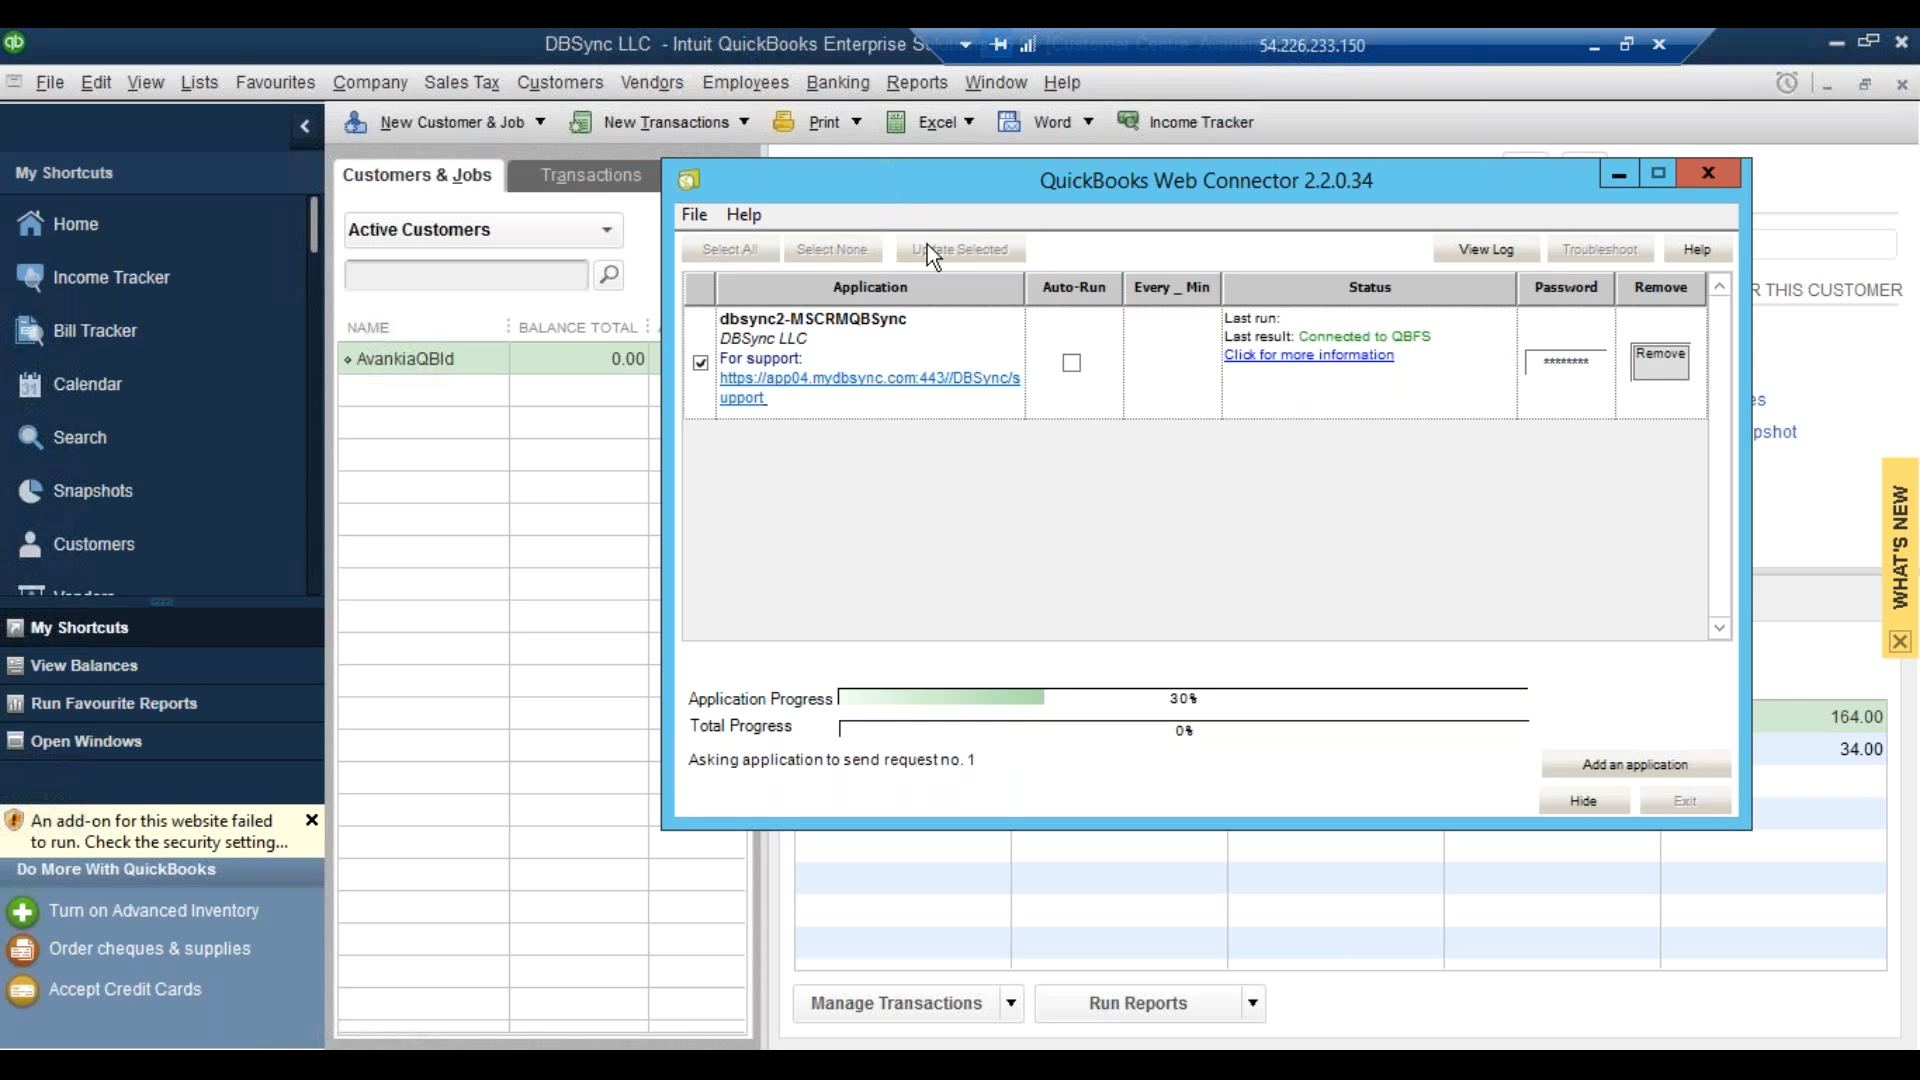 qb
DBSync LLC - Intuit QuickBooks Enterprise
54.226.233.150
File Edit View Lists Favourites Company Sales Tax Customers Vendors Employees Banking Reports Window Help
New Customer & Job New Transactions Print Excel Word Income Tracker
My Shortcuts
Home
Income Tracker
Bill Tracker
Calendar
Search
Snapshots
Customers
My Shortcuts
View Balances
Run Favourite Reports
Open Windows
An add-on for this website failed
to run. Check the security setting...
Do More With QuickBooks
Turn on Advanced Inventory
Order cheques & supplies
Accept Credit Cards
Customers & Jobs Transactions
Active Customers
NAME BALANCE TOTAL
AvankiaQBId 0.00
QuickBooks Web Connector 2.2.0.34
File Help
Select All Select None Update Selected View Log Troubleshoot Help
Application Auto-Run Every _ Min Status Password Remove
dbsync2-MSCRMQBSync
DBSync LLC
For support:
https://app04.mydbsync.com:443//DBSync/s
upport
Last run:
Last result: Connected to QBFS
Click for more information
********
Remove
Application Progress 30%
Total Progress 0%
Asking application to send request no. 1
Add an application
Hide Exit
R THIS CUSTOMER
es
pshot
WHAT'S NEW
164.00
34.00
Manage Transactions Run Reports